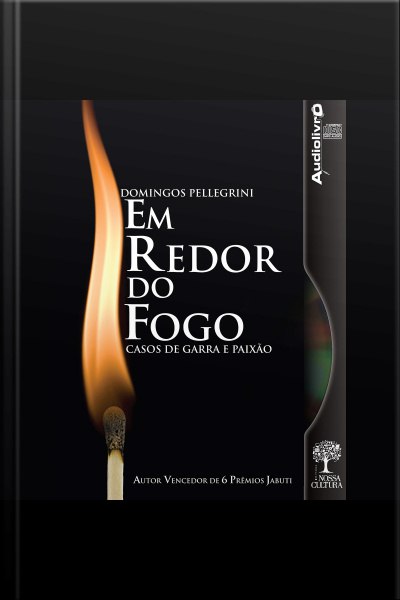 DOMINGOS PELLEGRINI
EM
REDOR
DO
FOGO
CASOS DE GARRA E PAIXÃO
AUTOR VENCEDOR DE 6 PRÊMIOS JABUTI
AudiolivrO
NOSSA
CULTURA